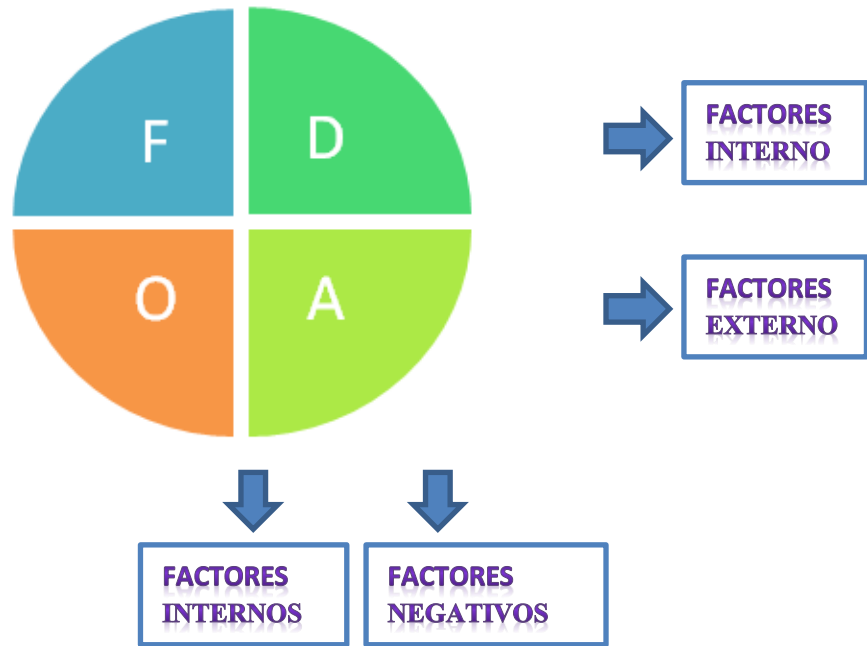 F
D
FACTORES
INTERNO
O
A
FACTORES
EXTERNO
FACTORES
INTERNOS
FACTORES
NEGATIVOS